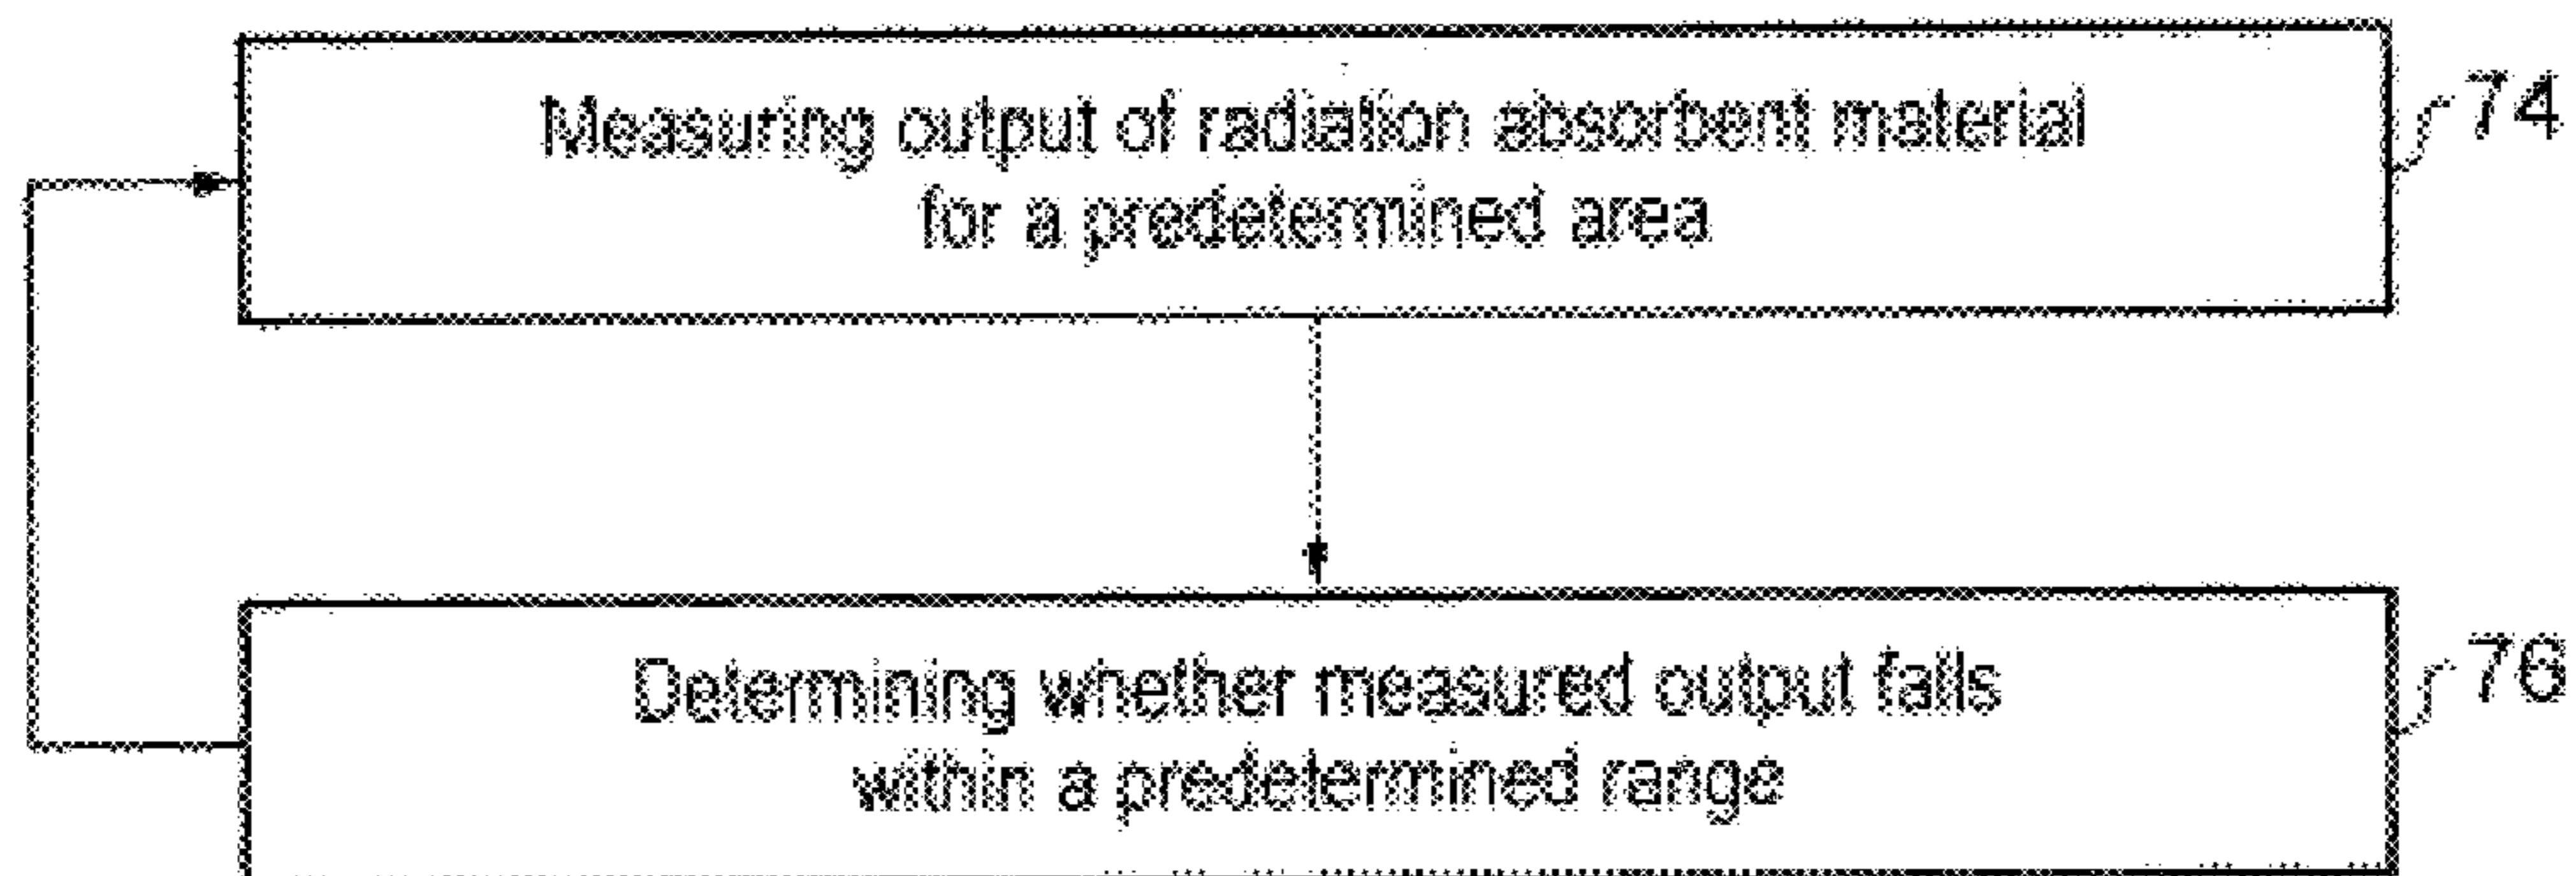 Measuring output of radiation absorbent material
for a predetermined area
74
Determining whether measured output falls
within a predetermined range
76